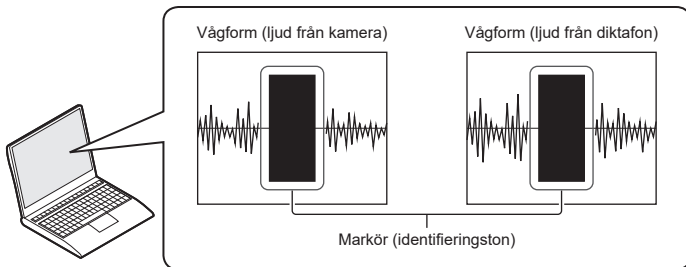 Vågform (ljud från kamera)
Vågform (ljud från diktafon)
Markör (identifieringston)